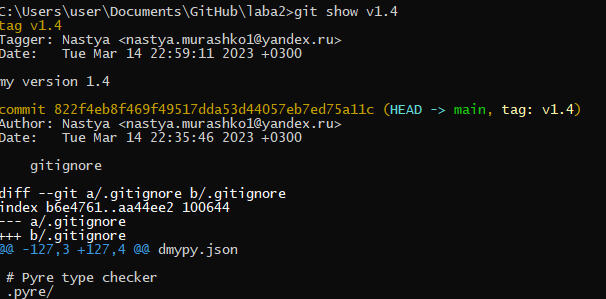 C:\Users\user\Documents\GitHub\laba2>git show v1.4
tag v1.4
Tagger: Nastya <nastya.murashko1@yandex.ru>
Date:   Tue Mar 14 22:59:11 2023 +0300

my version 1.4

commit 822f4eb8f469f49517dda53d44057eb7ed75a11c (HEAD -> main, tag: v1.4)
Author: Nastya <nastya.murashko1@yandex.ru>
Date:   Tue Mar 14 22:35:46 2023 +0300

    gitignore

diff --git a/.gitignore b/.gitignore
index b6e4761..aa44ee2 100644
--- a/.gitignore
+++ b/.gitignore
@@ -127,3 +127,4 @@ dmypy.json

 # Pyre type checker
 .pyre/